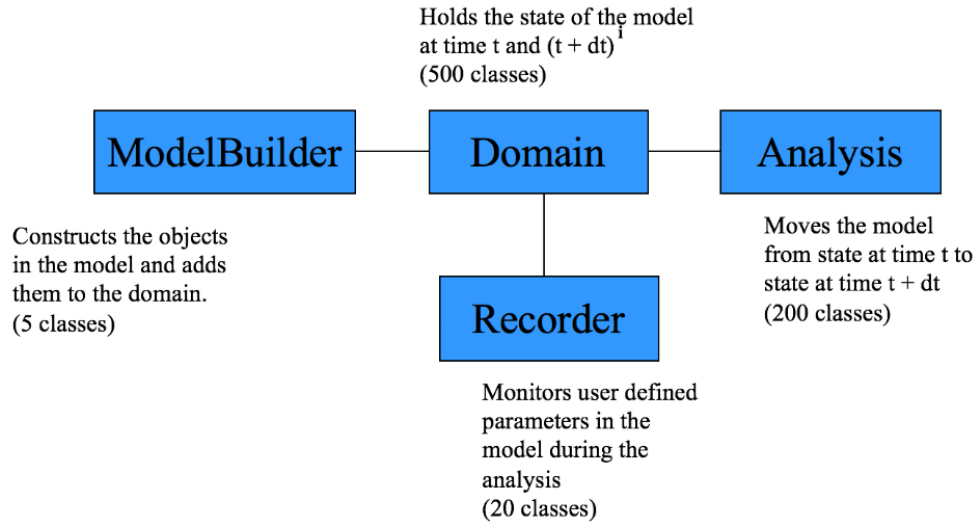 Holds the state of the model
at time t and (t + dt)^i
(500 classes)
ModelBuilder
Domain
Analysis
Constructs the objects
in the model and adds
them to the domain.
(5 classes)
Moves the model
from state at time t to
state at time t + dt
(200 classes)
Recorder
Monitors user defined
parameters in the
model during the
analysis
(20 classes)